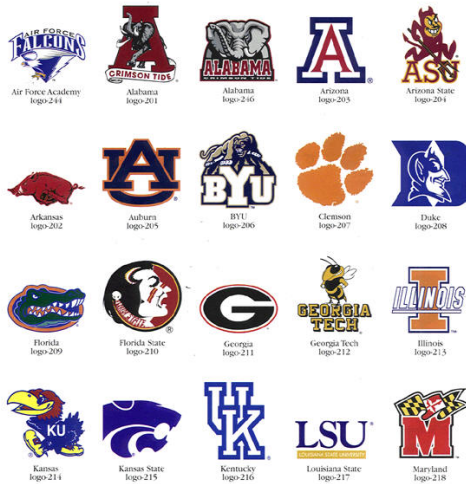 AIR FORCE
FALCONS
Air Force Academy
logo-244
A
CRIMSON TIDE
Alabama
logo-201
ALABAMA
CRIMSON TIDE
Alabama
logo-246
A
Arizona
logo-203
ASU
Arizona State
logo-204
Arkansas
logo-202
AU
Auburn
logo-205
BYU
BYU
logo-206
Clemson
logo-207
D
Duke
logo-208
Florida
logo-209
Florida State
logo-210
G
Georgia
logo-211
GEORGIA
TECH
Georgia Tech
logo-212
ILLINOIS
I
Illinois
logo-213
KU
Kansas
logo-214
Kansas State
logo-215
UK
Kentucky
logo-216
LSU
LOUISIANA STATE UNIVERSITY
Louisiana State
logo-217
M
Maryland
logo-218